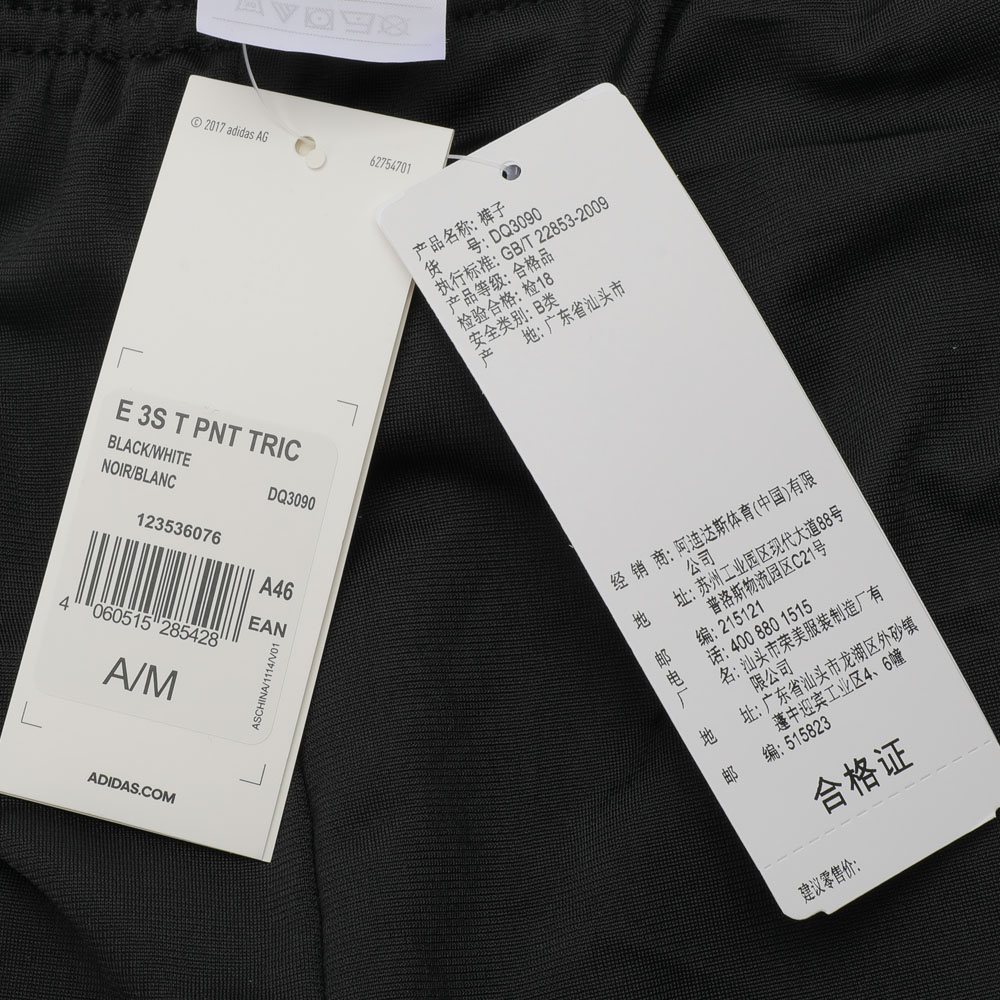 © 2017 adidas AG
62754701
E 3S T PNT TRIC
BLACK/WHITE
NOIR/BLANC
DQ3090
123536076
A46
4 060515 285428
EAN
A/M
ASCHINA/1114/V01
ADIDAS.COM
产品名称: 裤子
货 号: DQ3090
执行标准: GB/T 22853-2009
产品等级: 合格品
检验合格: 检18
安全类别: B类
产 地: 广东省汕头市
经 销 商: 阿迪达斯体育(中国)有限
公司
地 址: 苏州工业园区现代大道88号
普洛斯物流园区C21号
邮 编: 215121
电 话: 400 880 1515
厂 名: 汕头市荣美服装制造厂有
限公司
地 址: 广东省汕头市龙湖区外砂镇
蓬中迎宾工业区4、6幢
邮 编: 515823
合格证
建议零售价: